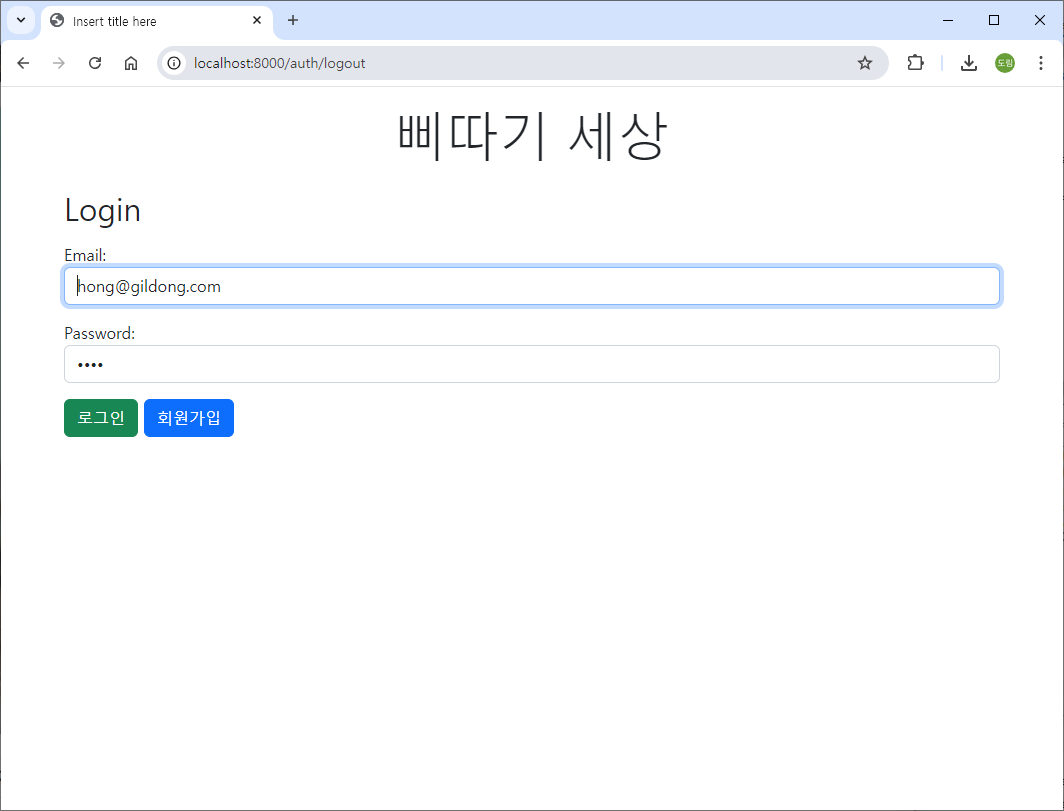 Insert title here
localhost:8000/auth/logout
도림
삐따기 세상
Login
Email:
hong@gildong.com
Password:
••••
로그인 회원가입